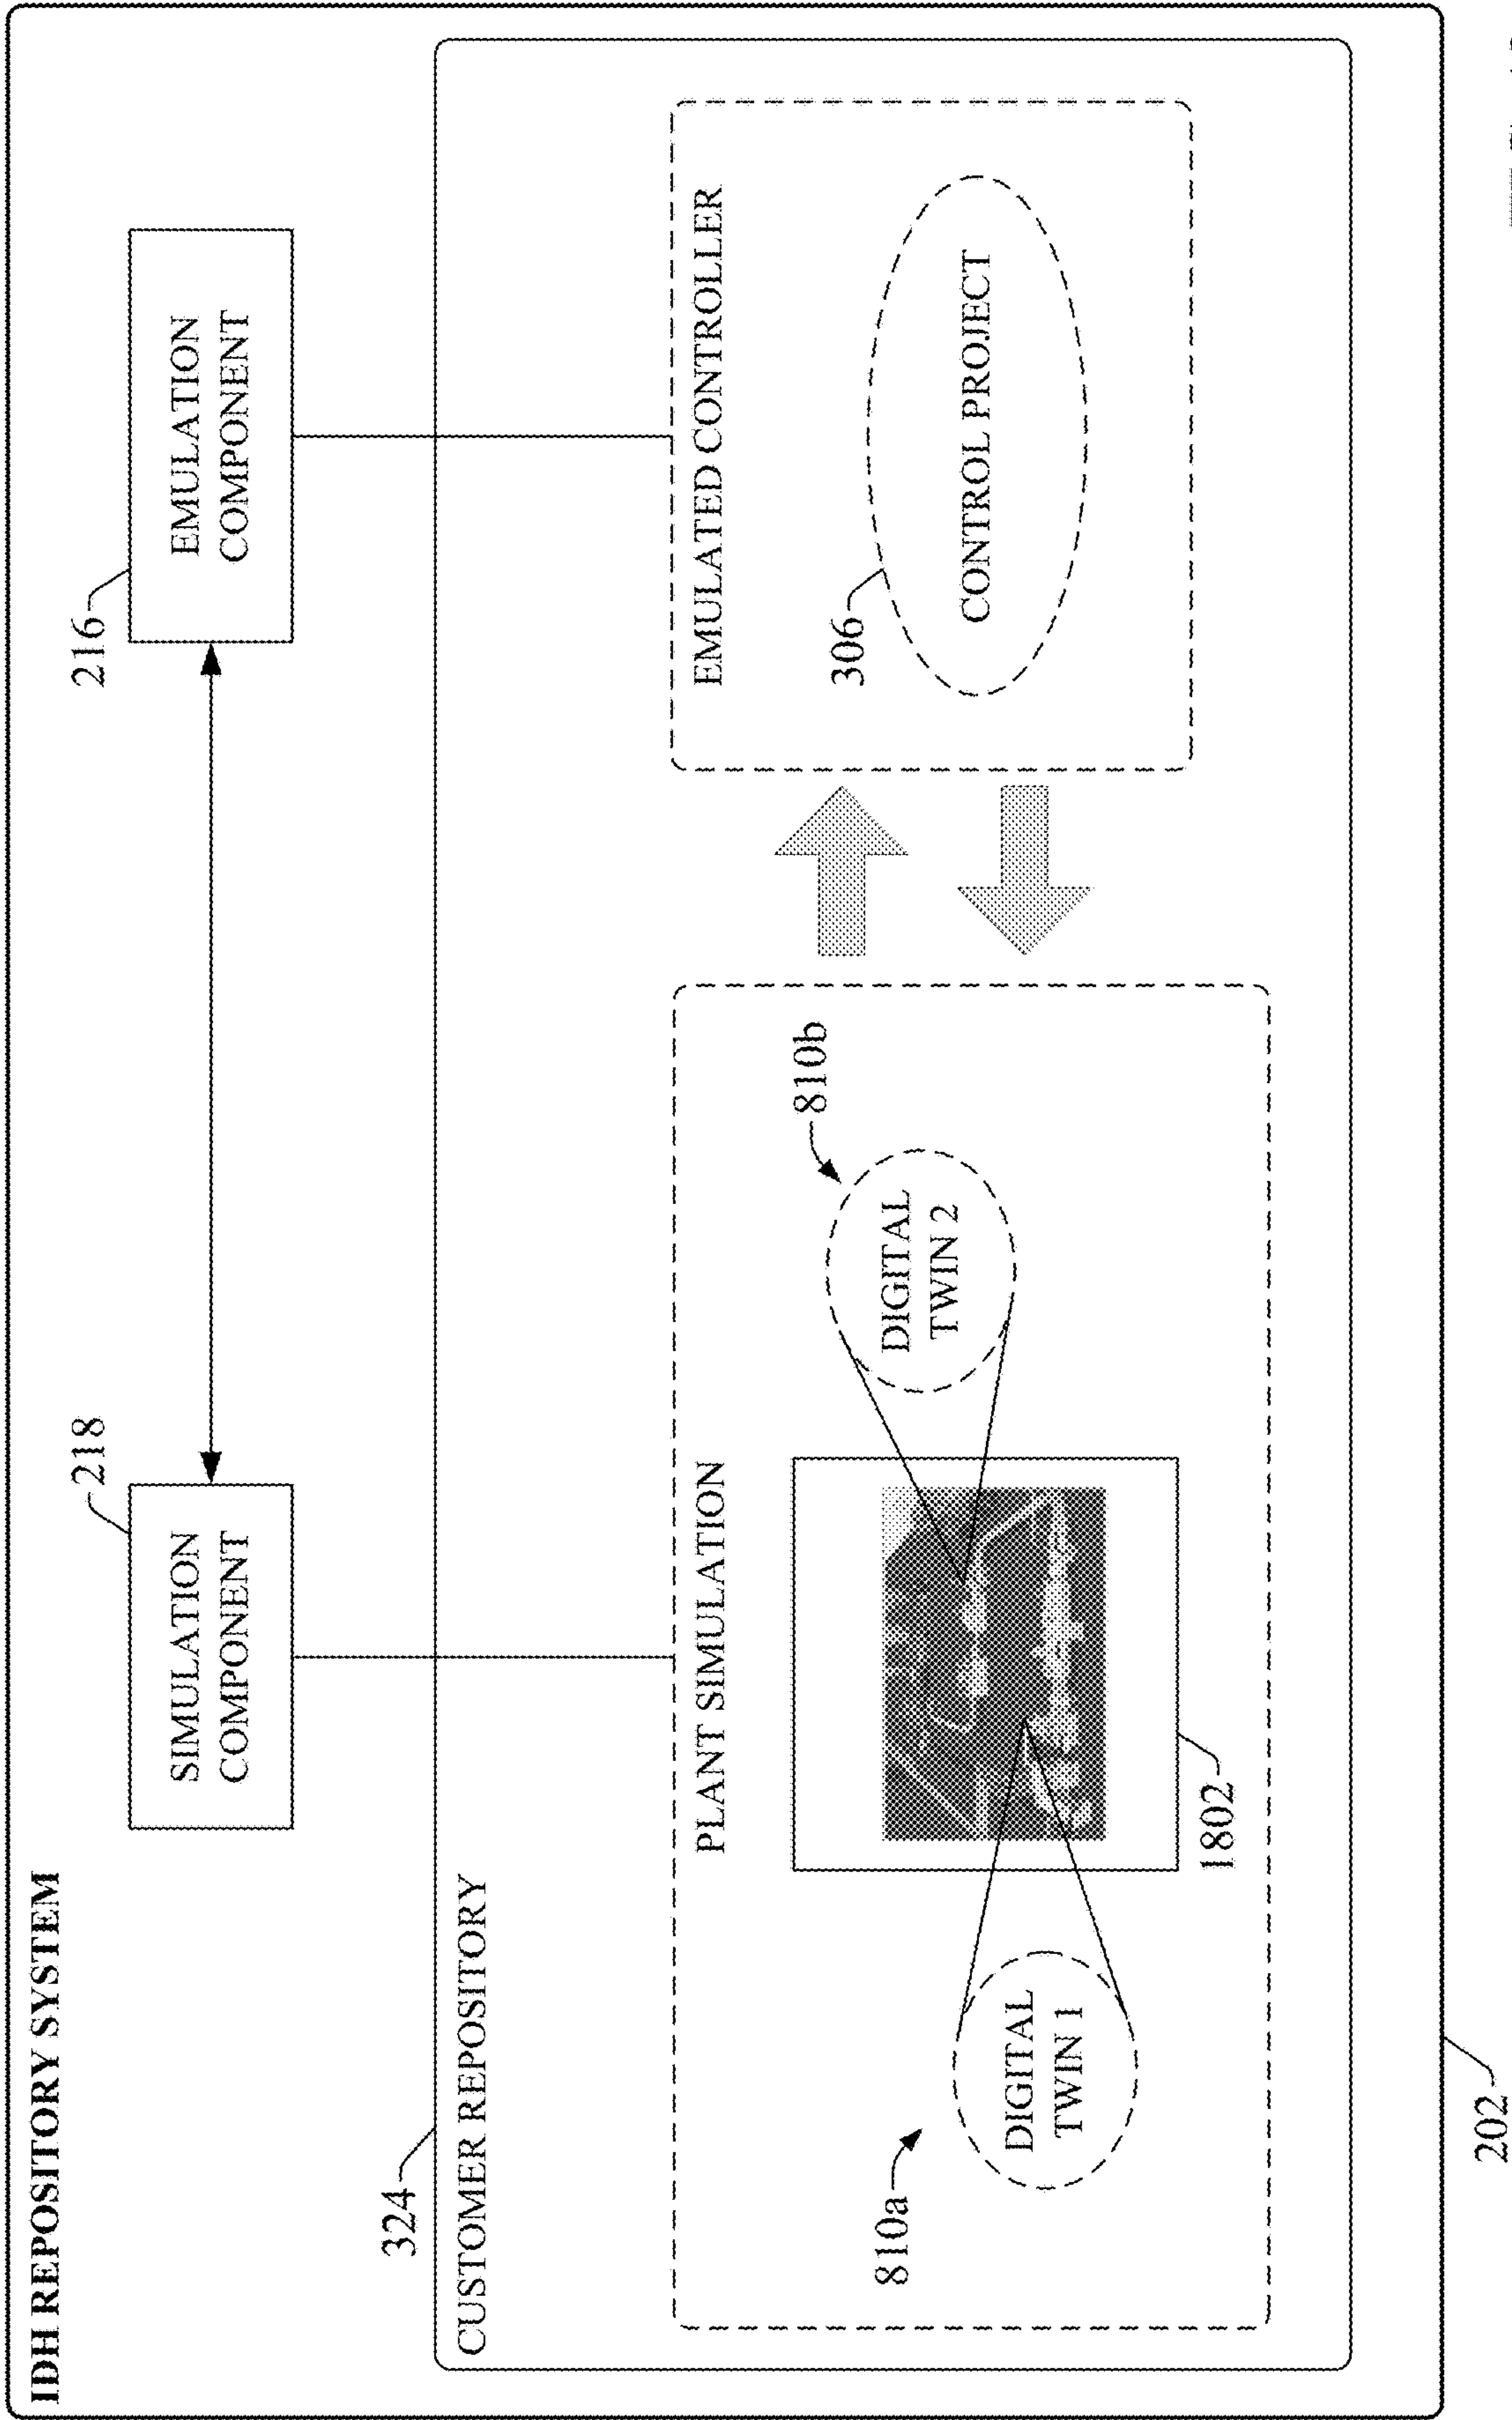 IDH REPOSITORY SYSTEM
218
SIMULATION
COMPONENT
216
EMULATION
COMPONENT
324
CUSTOMER REPOSITORY
PLANT SIMULATION
810a
DIGITAL
TWIN 1
1802
810b
DIGITAL
TWIN 2
EMULATED CONTROLLER
306
CONTROL PROJECT
202